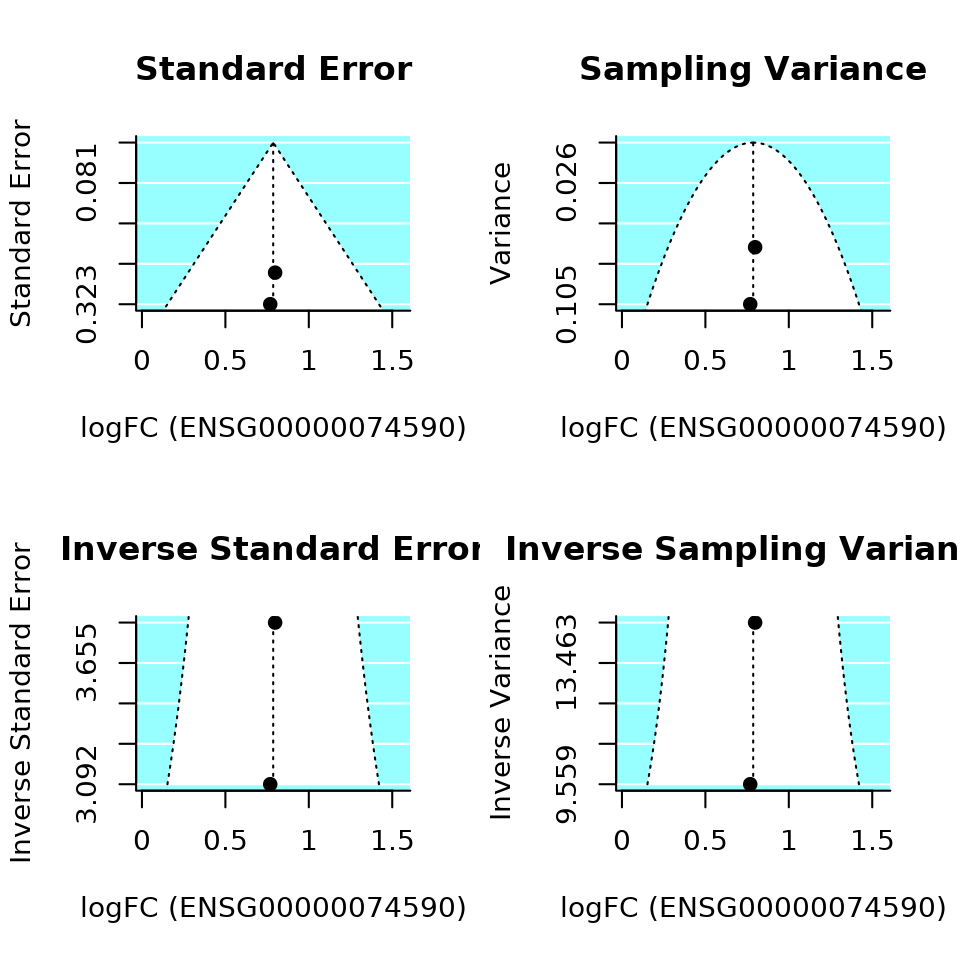 Standard Error
Standard Error
0.081
0.323
0 0.5 1 1.5
logFC (ENSG00000074590)
Sampling Variance
Variance
0.026
0.105
0 0.5 1 1.5
logFC (ENSG00000074590)
Inverse Standard Error
Inverse Standard Error
3.655
3.092
0 0.5 1 1.5
logFC (ENSG00000074590)
Inverse Sampling Varian
Inverse Variance
13.463
9.559
0 0.5 1 1.5
logFC (ENSG00000074590)